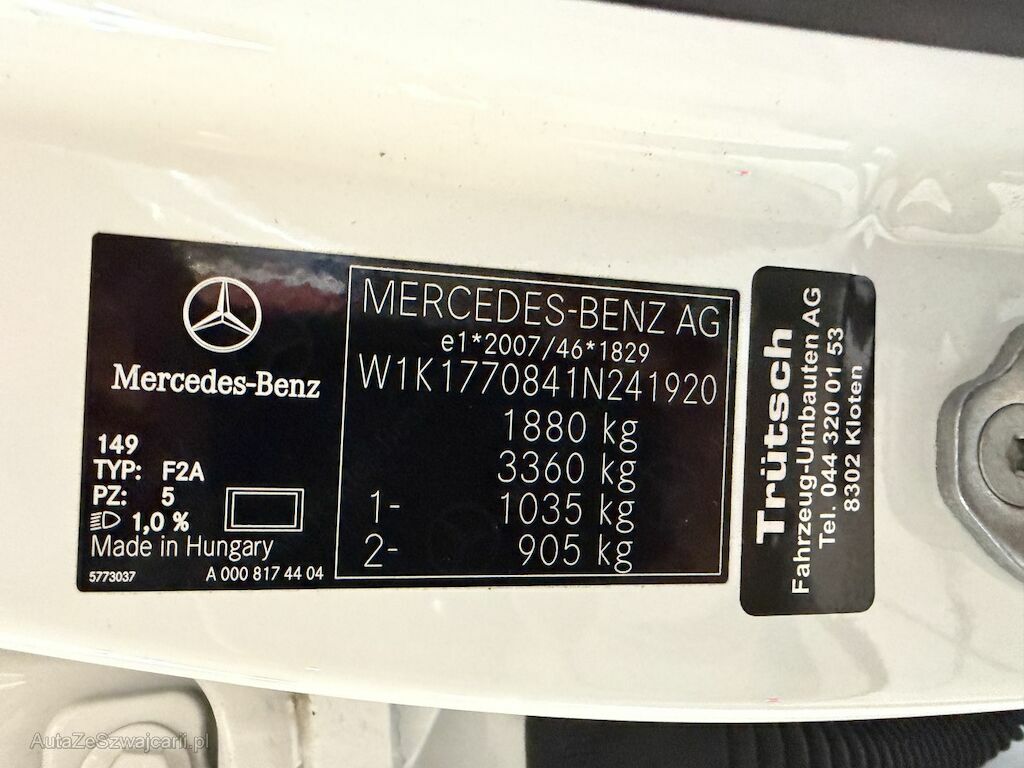 Mercedes-Benz
149
TYP: F2A
PZ: 5
1,0 %
Made in Hungary
5773037 A 000 817 44 04
MERCEDES-BENZ AG
e1*2007/46*1829
W1K1770841N241920
1880 kg
3360 kg
1- 1035 kg
2- 905 kg
Trütsch
Fahrzeug-Umbauten AG
Tel. 044 320 01 53
8302 Kloten
AutaZeSzwajcarii.pl